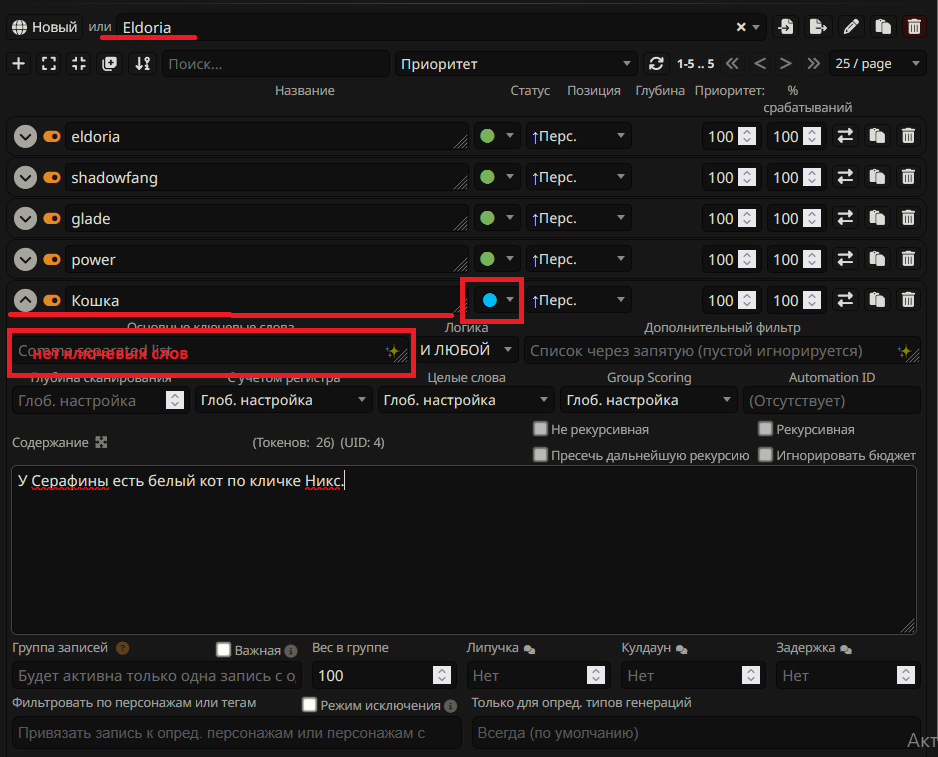 Новый или Eldoria
Поиск... Приоритет 1-5 .. 5 25 / page
Название Статус Позиция Глубина Приоритет: % срабатываний
eldoria ↑Перс. 100 100
shadowfang ↑Перс. 100 100
glade ↑Перс. 100 100
power ↑Перс. 100 100
Кошка ↑Перс. 100 100
Основные ключевые слова Логика Дополнительный фильтр
Comma separated list нет ключевых слов И ЛЮБОЙ Список через запятую (пустой игнорируется)
Глубина сканирования С учетом регистра Целые слова Group Scoring Automation ID
Глоб. настройка Глоб. настройка Глоб. настройка Глоб. настройка (Отсутствует)
Содержание (Токенов: 26) (UID: 4) Не рекурсивная Рекурсивная
Пресечь дальнейшую рекурсию Игнорировать бюджет
У Серафины есть белый кот по кличке Никс.
Группа записей Важная Вес в группе Липучка Кулдаун Задержка
Будет активна только одна запись с о 100 Нет Нет Нет
Фильтровать по персонажам или тегам Режим исключения Только для опред. типов генераций
Привязать запись к опред. персонажам или персонажам с Всегда (по умолчанию)
Акт